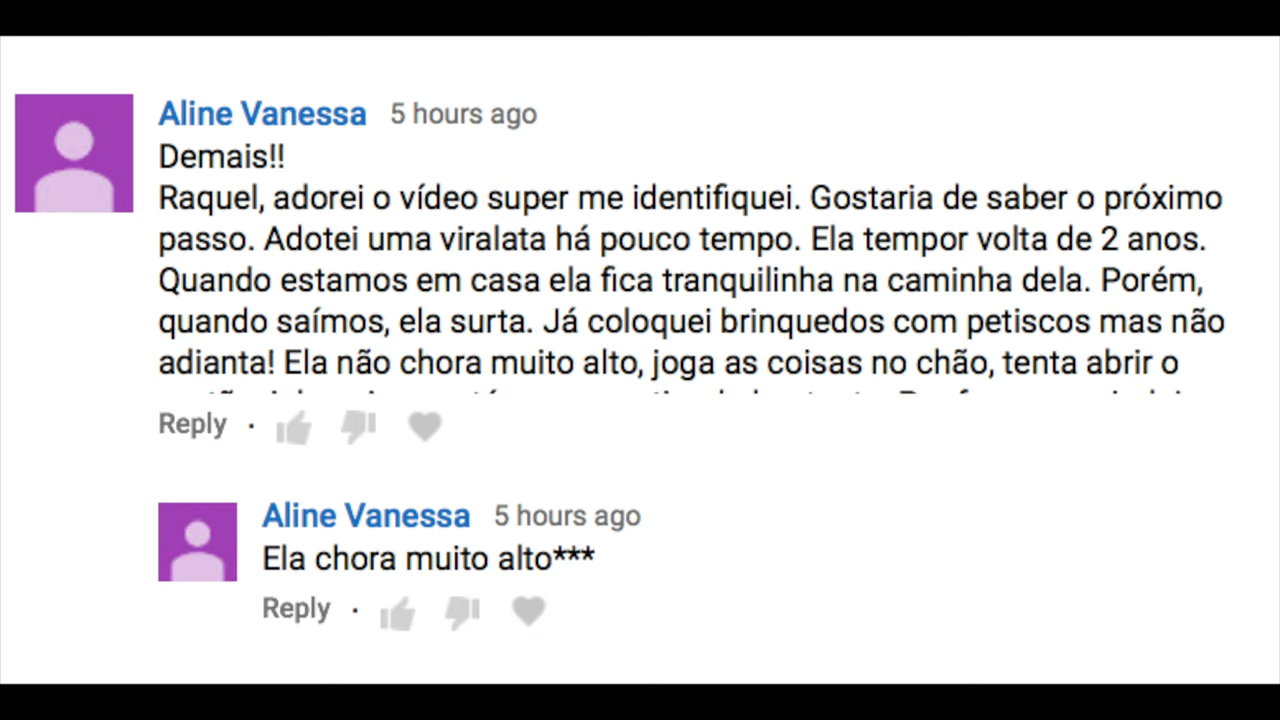 Aline Vanessa 5 hours ago
Demais!!
Raquel, adorei o vídeo super me identifiquei. Gostaria de saber o próximo
passo. Adotei uma viralata há pouco tempo. Ela tempor volta de 2 anos.
Quando estamos em casa ela fica tranquilinha na caminha dela. Porém,
quando saímos, ela surta. Já coloquei brinquedos com petiscos mas não
adianta! Ela não chora muito alto, joga as coisas no chão, tenta abrir o
Reply
Aline Vanessa 5 hours ago
Ela chora muito alto***
Reply